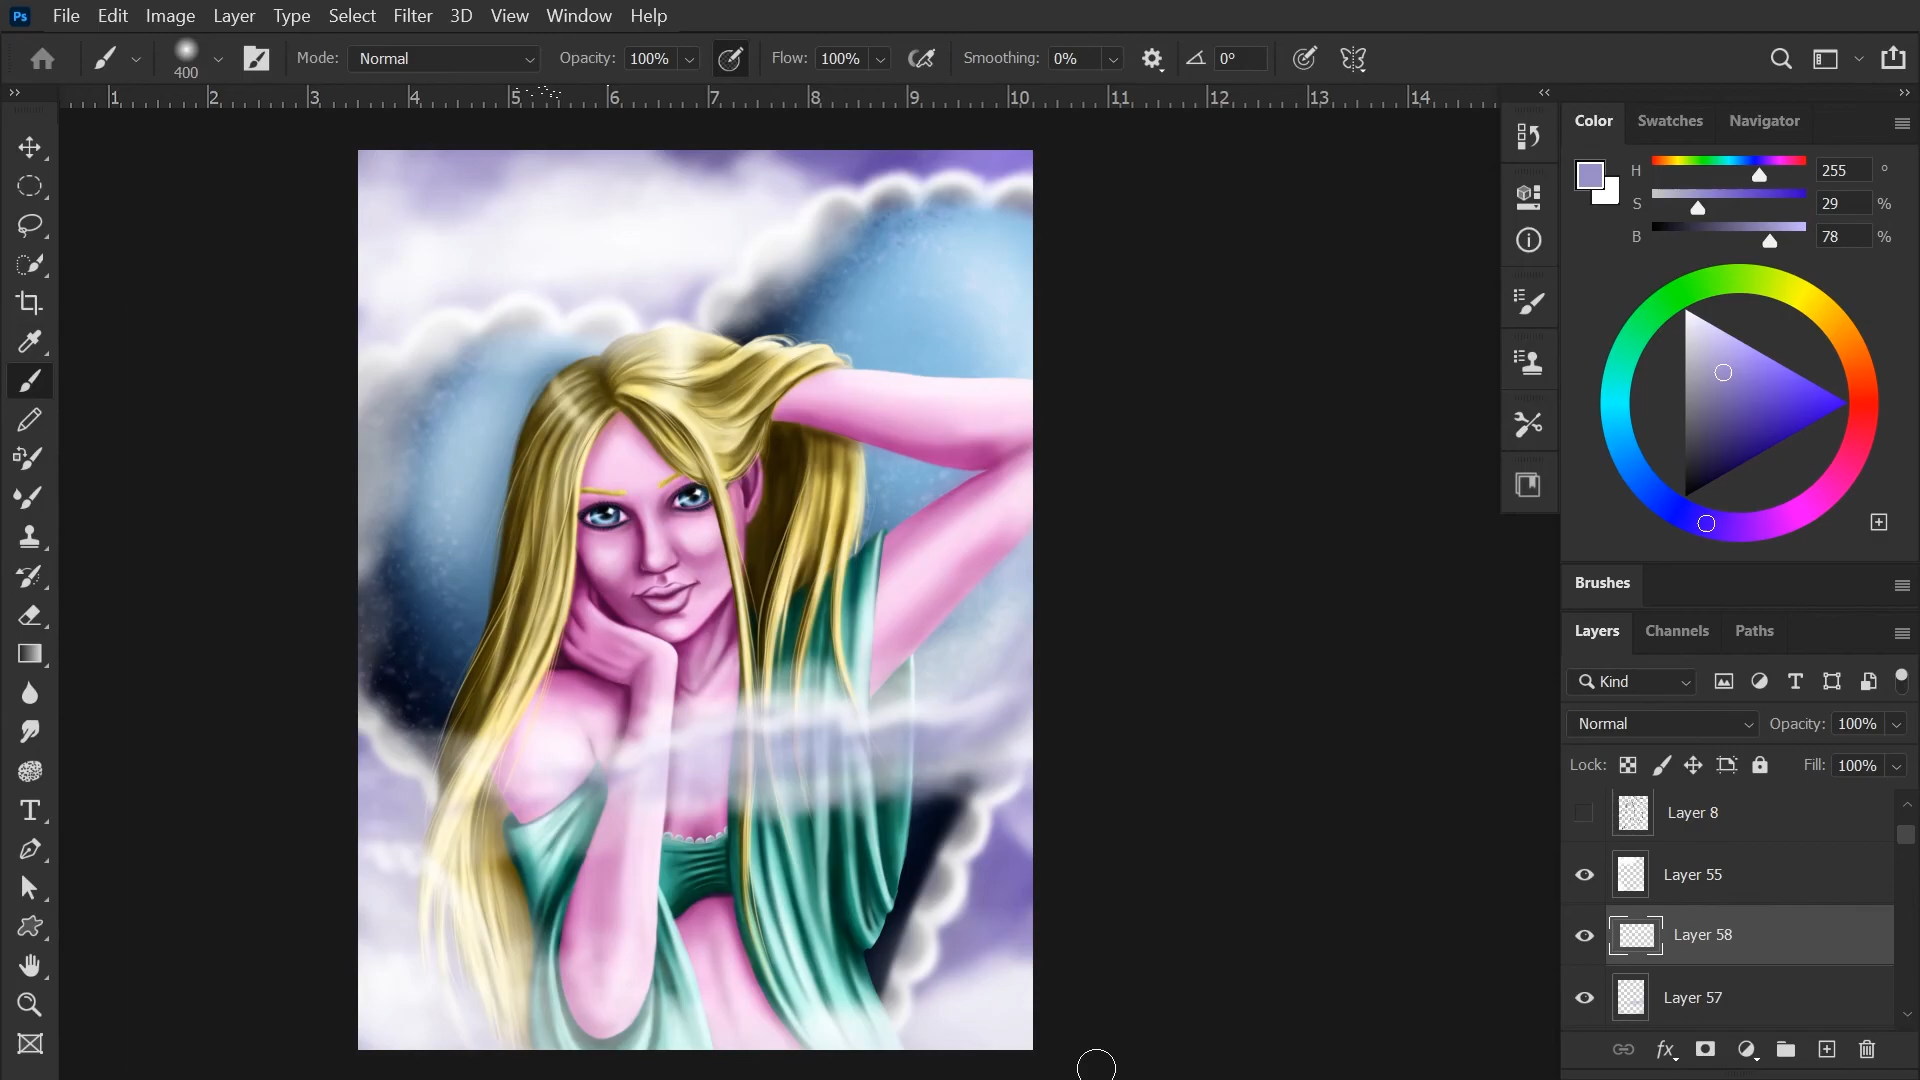 Ps File Edit Image Layer Type Select Filter 3D View Window Help
400 Mode: Normal Opacity: 100% Flow: 100% Smoothing: 0% 0°
1 2 3 4 5 6 7 8 9 10 11 12 13 14
Color Swatches Navigator
H 255 °
S 29 %
B 78 %
Brushes
Layers Channels Paths
Kind
Normal Opacity: 100%
Lock: Fill: 100%
Layer 8
Layer 55
Layer 58
Layer 57
fx